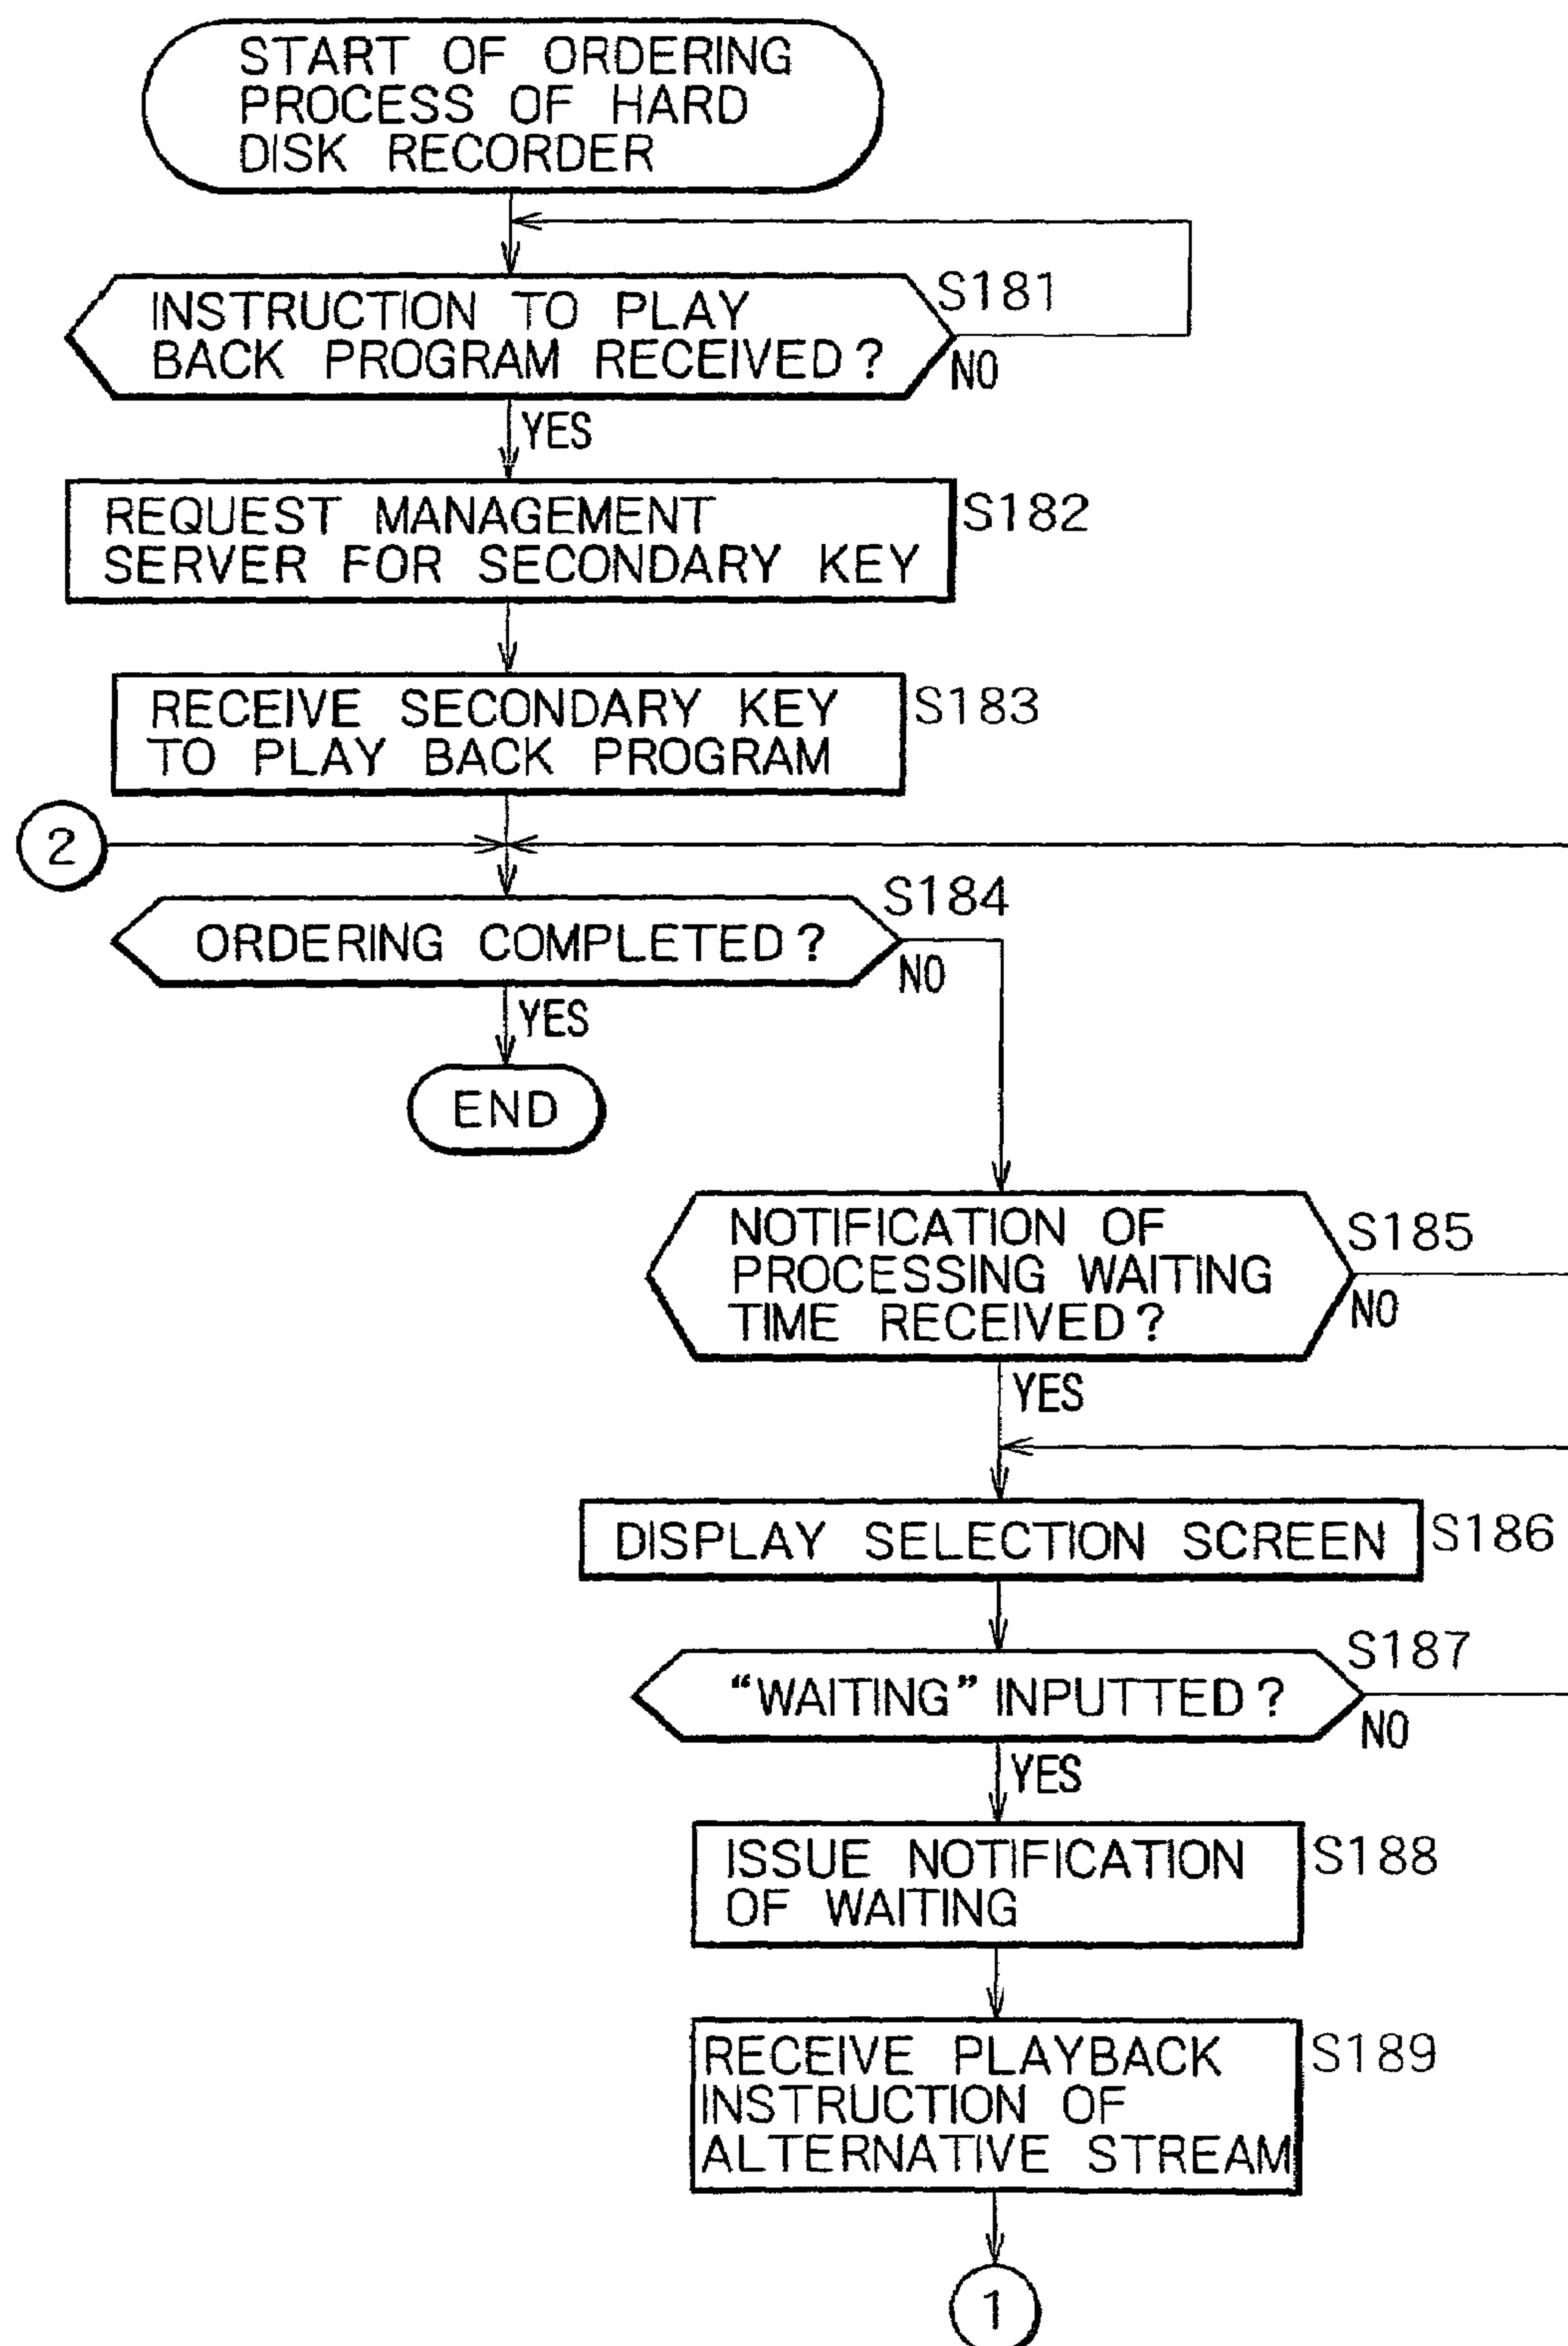 START OF ORDERING
PROCESS OF HARD
DISK RECORDER
INSTRUCTION TO PLAY
BACK PROGRAM RECEIVED?
S181
NO
YES
REQUEST MANAGEMENT
SERVER FOR SECONDARY KEY
S182
RECEIVE SECONDARY KEY
TO PLAY BACK PROGRAM
S183
2
ORDERING COMPLETED?
S184
NO
YES
END
NOTIFICATION OF
PROCESSING WAITING
TIME RECEIVED?
S185
NO
YES
DISPLAY SELECTION SCREEN
S186
“WAITING” INPUTTED?
S187
NO
YES
ISSUE NOTIFICATION
OF WAITING
S188
RECEIVE PLAYBACK
INSTRUCTION OF
ALTERNATIVE STREAM
S189
1